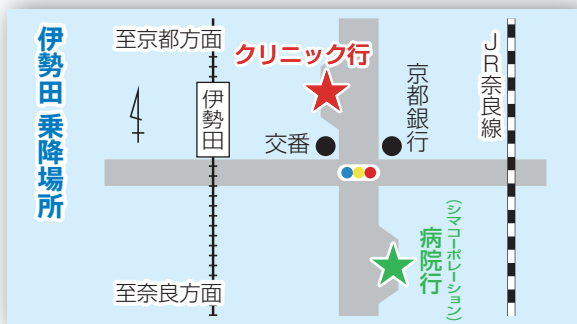 伊勢田 乗降場所
至京都方面
伊勢田
至奈良方面
クリニック行
交番
京都銀行
JR奈良線
病院行
(シマコーポレーション)